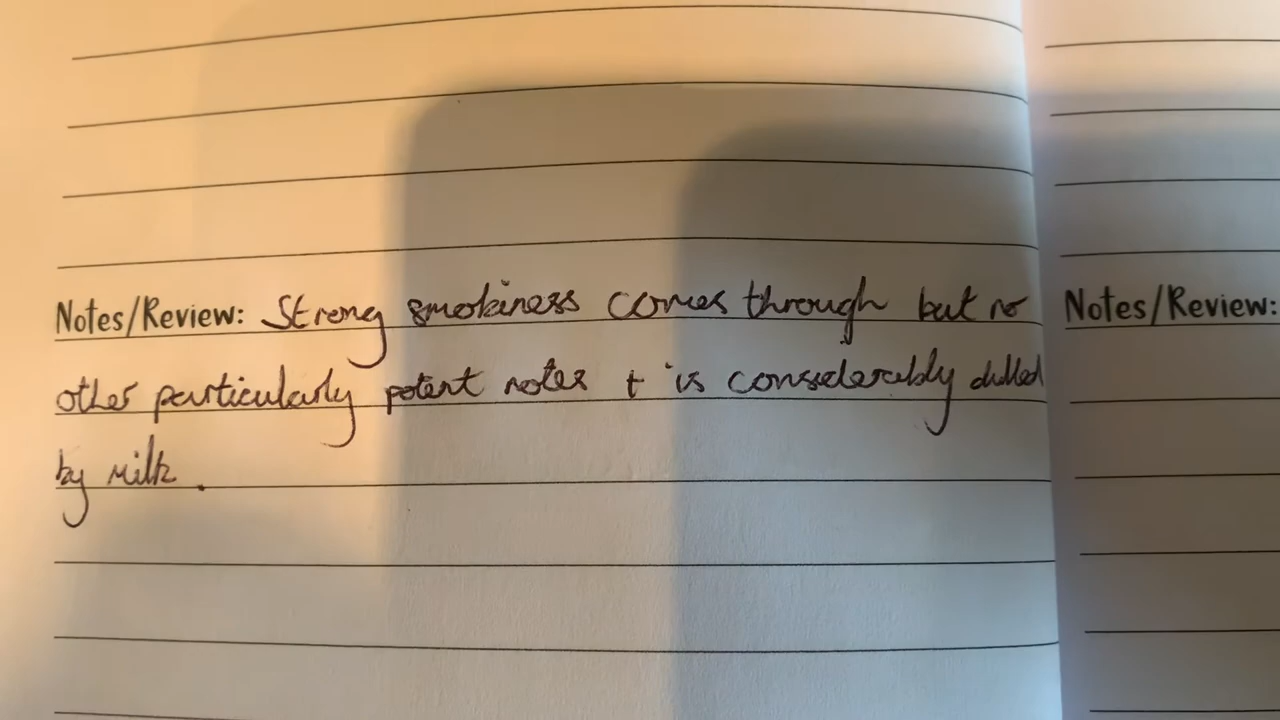 Notes/Review: Strong smokiness comes through but no
other particularly potent notes + is considerably dulled
by milk.
Notes/Review: